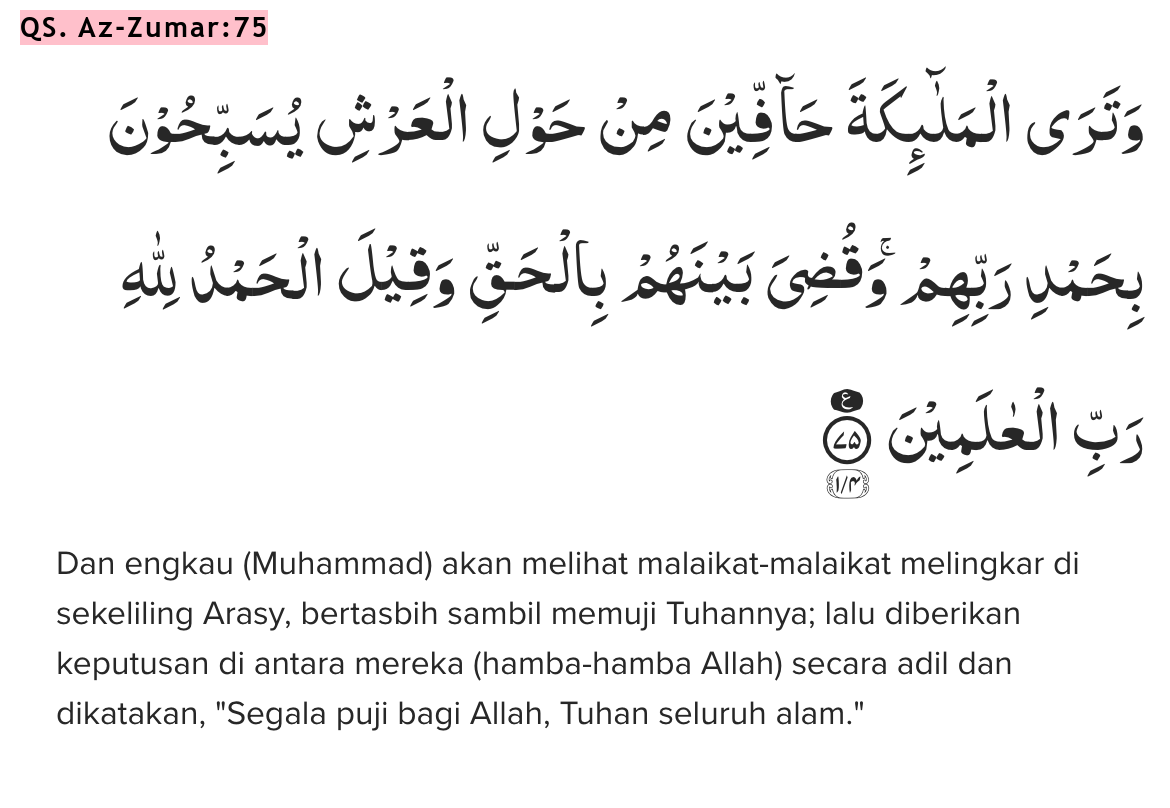 QS. Az-Zumar:75
وَتَرَى الْمَلٰۤىِٕكَةَ حَاۤفِّيْنَ مِنْ حَوْلِ الْعَرْشِ يُسَبِّحُوْنَ
بِحَمْدِ رَبِّهِمْۚ وَقُضِيَ بَيْنَهُمْ بِالْحَقِّ وَقِيْلَ الْحَمْدُ لِلّٰهِ
رَبِّ الْعٰلَمِيْنَ ࣖ ٧٥ ١/٤
Dan engkau (Muhammad) akan melihat malaikat-malaikat melingkar di
sekeliling Arasy, bertasbih sambil memuji Tuhannya; lalu diberikan
keputusan di antara mereka (hamba-hamba Allah) secara adil dan
dikatakan, "Segala puji bagi Allah, Tuhan seluruh alam."